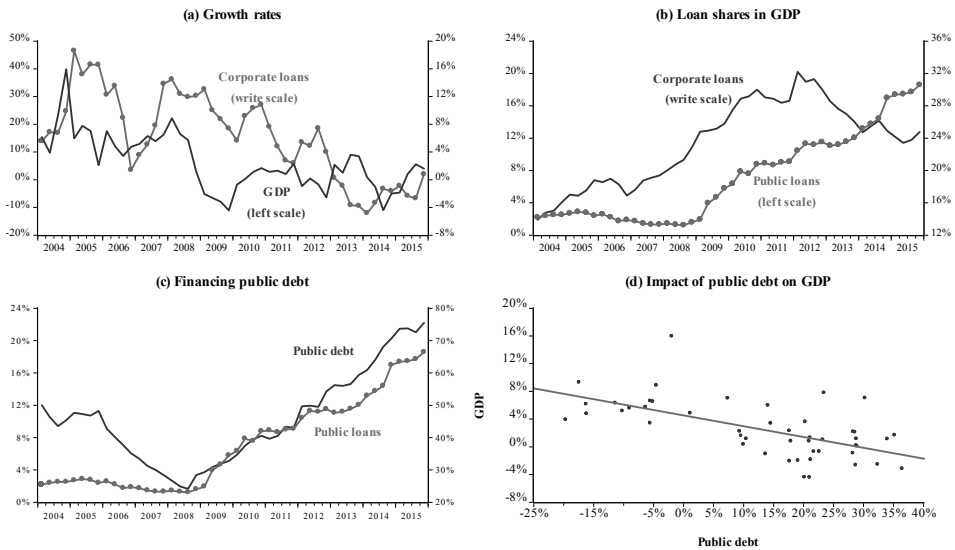 (a) Growth rates
50%
40%
30%
20%
10%
0%
-10%
-20%
20%
16%
12%
8%
4%
0%
-4%
-8%
Corporate loans
(write scale)
GDP
(left scale)
2004 2005 2006 2007 2008 2009 2010 2011 2012 2013 2014 2015
(b) Loan shares in GDP
24%
20%
16%
12%
8%
4%
0%
36%
32%
28%
24%
20%
16%
12%
Corporate loans
(write scale)
Public loans
(left scale)
2004 2005 2006 2007 2008 2009 2010 2011 2012 2013 2014 2015
(c) Financing public debt
24%
20%
16%
12%
8%
4%
0%
80%
70%
60%
50%
40%
30%
20%
Public debt
Public loans
2004 2005 2006 2007 2008 2009 2010 2011 2012 2013 2014 2015
(d) Impact of public debt on GDP
20%
16%
12%
8%
4%
0%
-4%
-8%
GDP
-25% -15% -5% 0% 5% 10% 15% 20% 25% 30% 35% 40%
Public debt